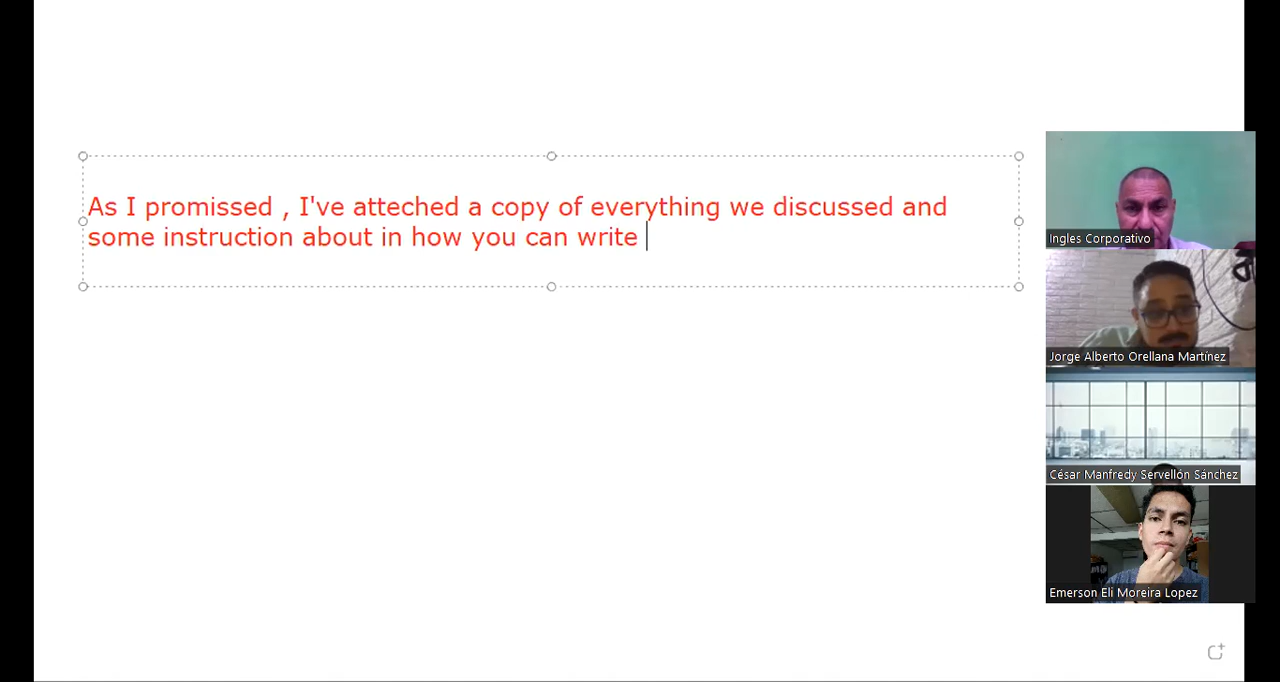 As I promissed , I've atteched a copy of everything we discussed and
some instruction about in how you can write
Ingles Corporativo
Jorge Alberto Orellana Martínez
César Manfredy Servellón Sánchez
Emerson Eli Moreira Lopez